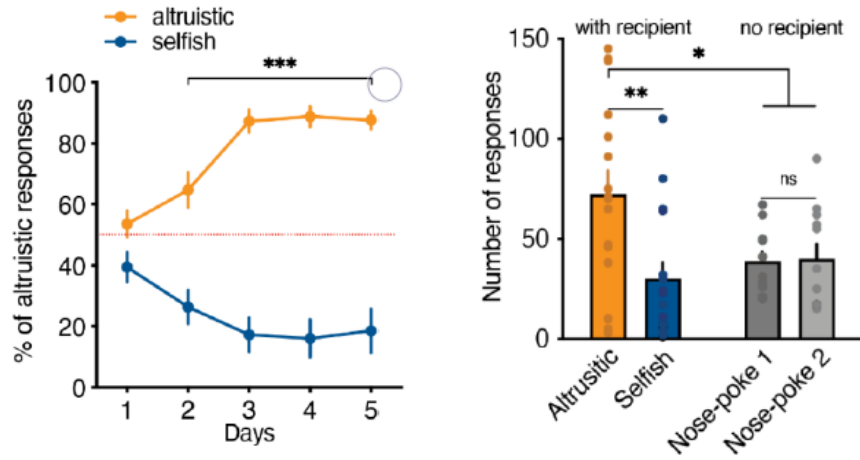 altruistic
selfish
% of altruistic responses
100
80
60
40
20
0
***
1 2 3 4 5
Days
with recipient no recipient
Number of responses
150
100
50
0
*
**
ns
Altrusitic
Selfish
Nose-poke 1
Nose-poke 2